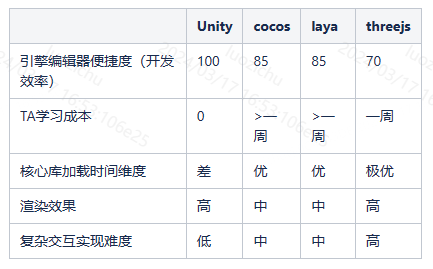 Unity cocos laya threejs
引擎编辑器便捷度（开发 100 85 85 70
效率）
TA学习成本 0 >一 >一 一周
周 周
核心库加载时间维度 差 优 优 极优
渲染效果 高 中 中 高
复杂交互实现难度 低 中 中 高